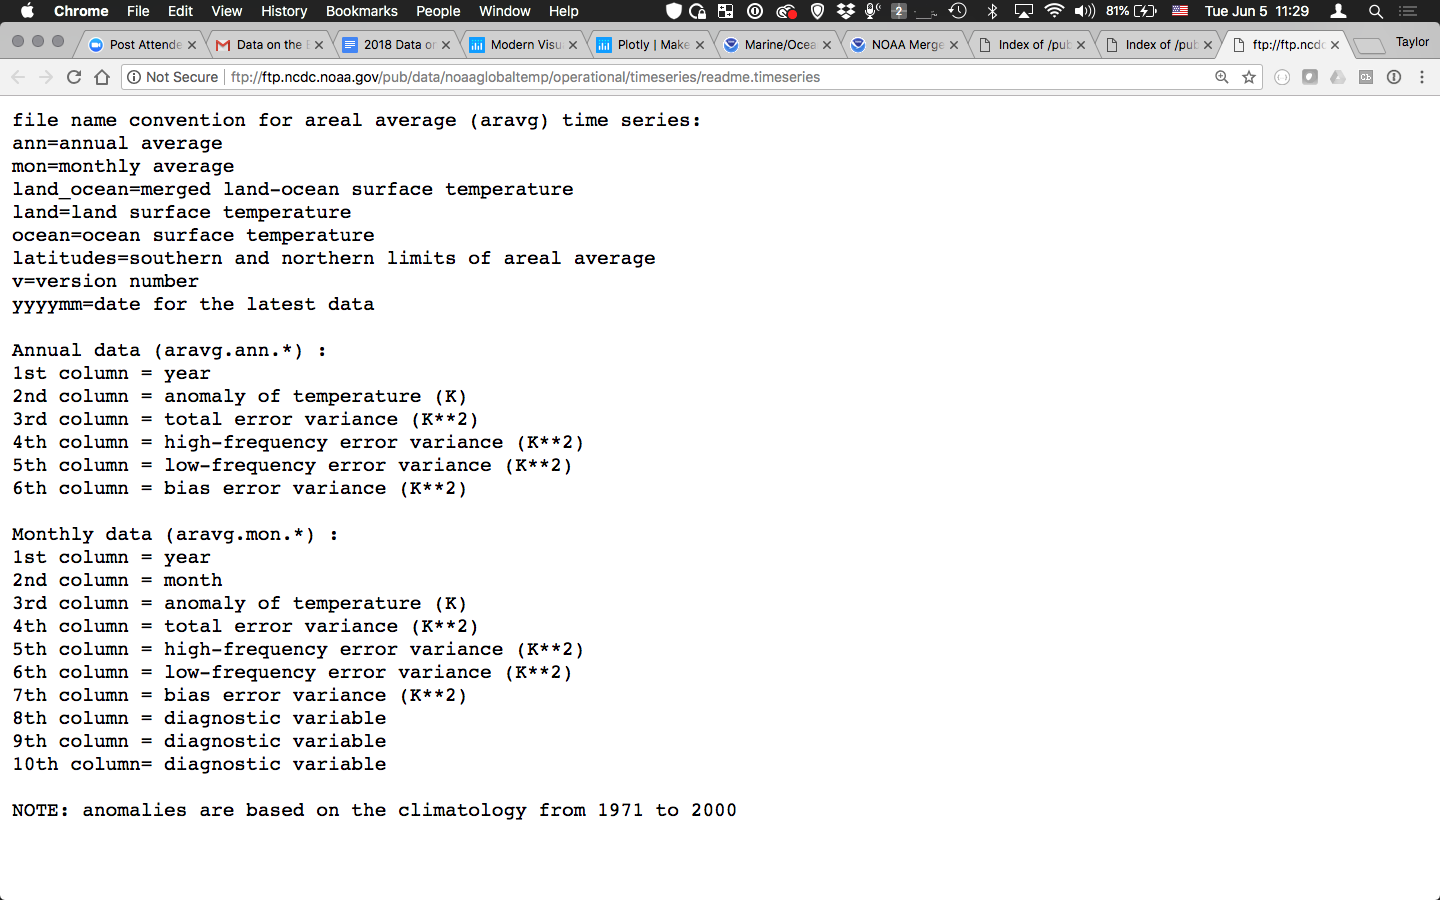 Chrome File Edit View History Bookmarks People Window Help 2 81% Tue Jun 5 11:29
Post Attende Data on the 2018 Data or Modern Visu Plotly | Make Marine/Ocea NOAA Merge Index of /pub Index of /pub ftp://ftp.ncdc Taylor
Not Secure ftp://ftp.ncdc.noaa.gov/pub/data/noaaglobaltemp/operational/timeseries/readme.timeseries
file name convention for areal average (aravg) time series:
ann=annual average
mon=monthly average
land_ocean=merged land-ocean surface temperature
land=land surface temperature
ocean=ocean surface temperature
latitudes=southern and northern limits of areal average
v=version number
yyyymm=date for the latest data
Annual data (aravg.ann.*) :
1st column = year
2nd column = anomaly of temperature (K)
3rd column = total error variance (K**2)
4th column = high-frequency error variance (K**2)
5th column = low-frequency error variance (K**2)
6th column = bias error variance (K**2)
Monthly data (aravg.mon.*) :
1st column = year
2nd column = month
3rd column = anomaly of temperature (K)
4th column = total error variance (K**2)
5th column = high-frequency error variance (K**2)
6th column = low-frequency error variance (K**2)
7th column = bias error variance (K**2)
8th column = diagnostic variable
9th column = diagnostic variable
10th column= diagnostic variable
NOTE: anomalies are based on the climatology from 1971 to 2000